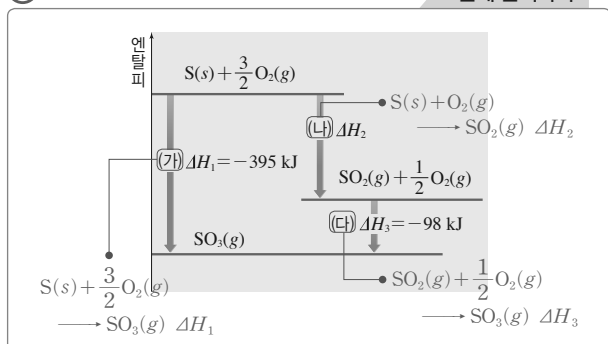 엔탈피
S(s)+3/2 O₂(g)
S(s)+O₂(g)
→ SO₂(g) ΔH₂
(나) ΔH₂
(가) ΔH₁=-395 kJ
SO₂(g)+1/2 O₂(g)
(다) ΔH₃=-98 kJ
SO₃(g)
S(s)+3/2 O₂(g)
→ SO₃(g) ΔH₁
SO₂(g)+1/2 O₂(g)
→ SO₃(g) ΔH₃